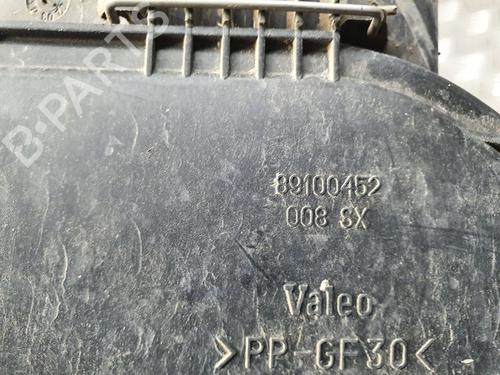 B-PARTS
89100452
008 SX
Valeo
>PP-GF30<